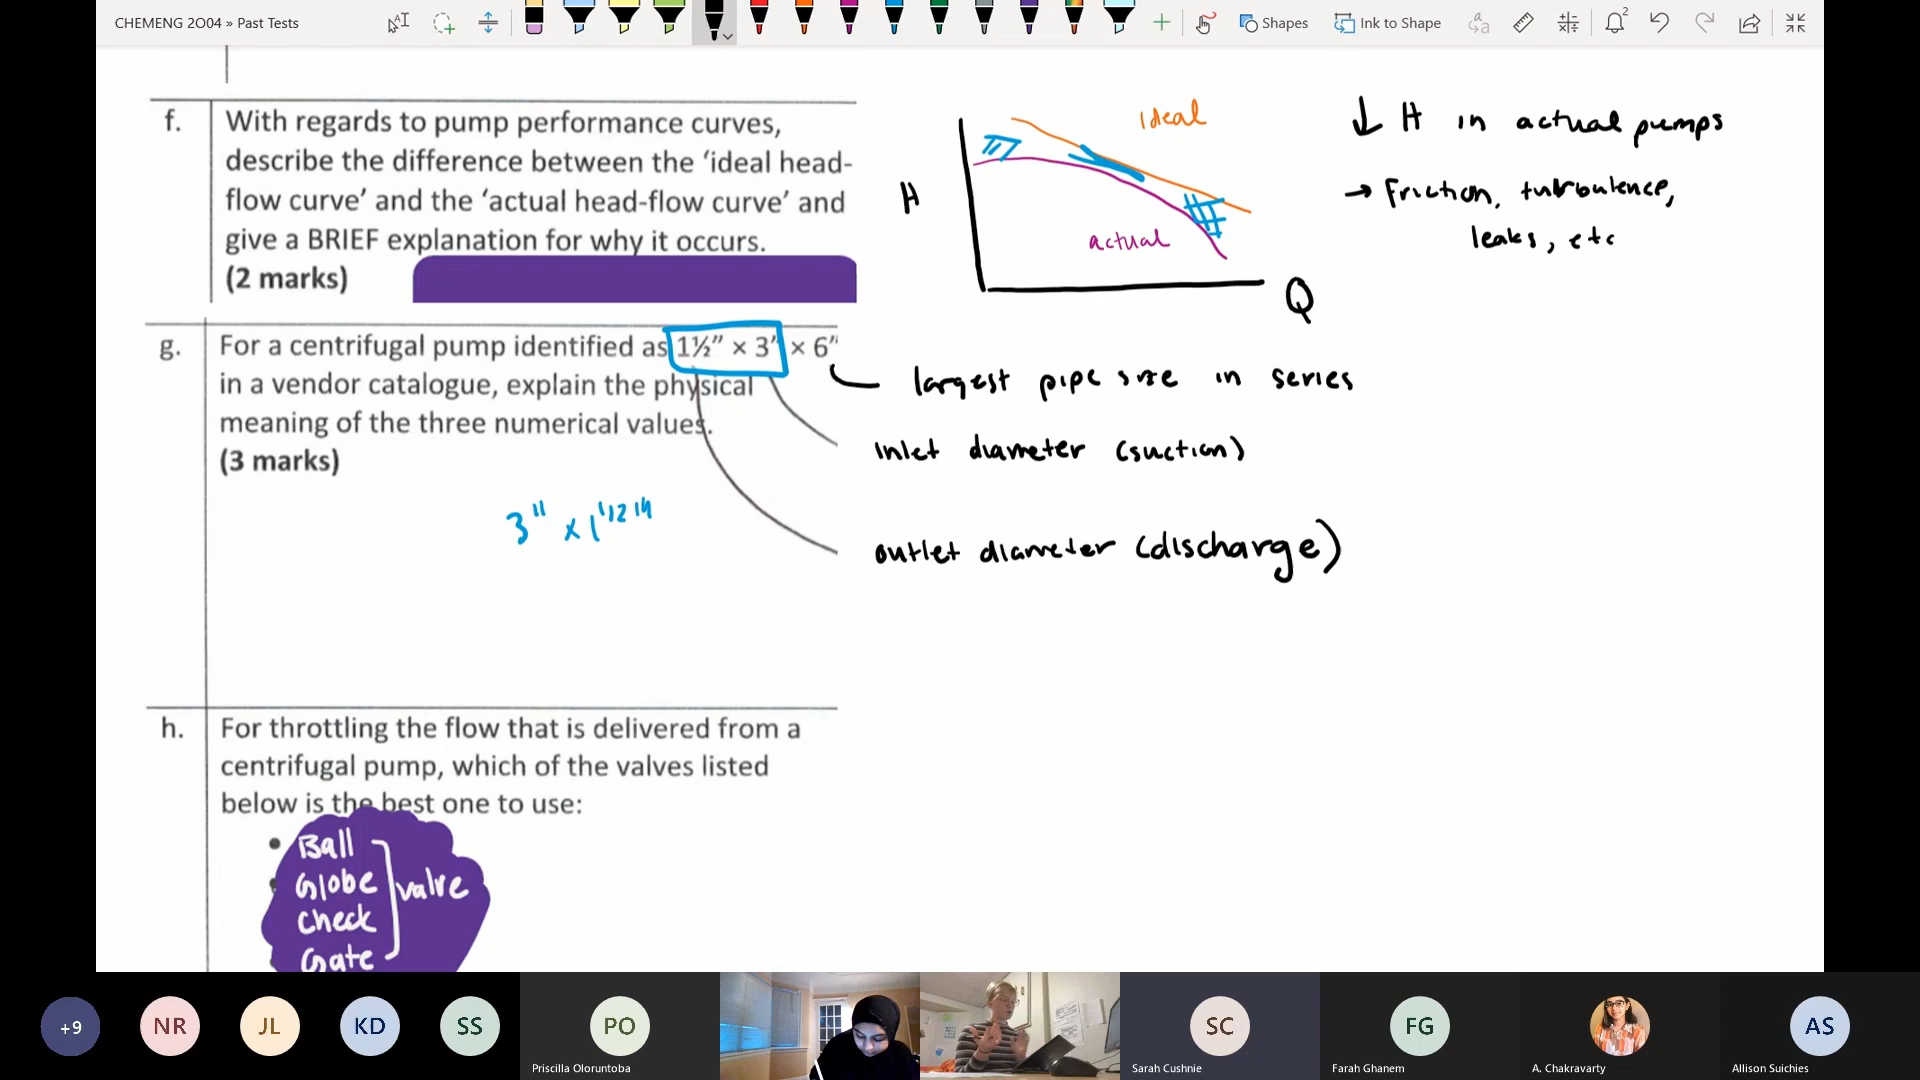 CHEMENG 2O04 » Past Tests
Shapes
Ink to Shape
2
f.
With regards to pump performance curves,
describe the difference between the ‘ideal head-
flow curve’ and the ‘actual head-flow curve’ and
give a BRIEF explanation for why it occurs.
(2 marks)
Ideal
H
actual
Q
↓ H in actual pumps
→ Friction, turbulence,
leaks, etc
g.
For a centrifugal pump identified as 1½” × 3” × 6”
in a vendor catalogue, explain the physical
meaning of the three numerical values.
(3 marks)
largest pipe size in series
inlet diameter (suction)
3" x 1 1/2"
outlet diameter (discharge)
h.
For throttling the flow that is delivered from a
centrifugal pump, which of the valves listed
below is the best one to use:
• Ball
Globe
Check
Gate
valve
+9
NR
JL
KD
SS
PO
Priscilla Oloruntoba
SC
Sarah Cushnie
FG
Farah Ghanem
A. Chakravarty
AS
Allison Suichies